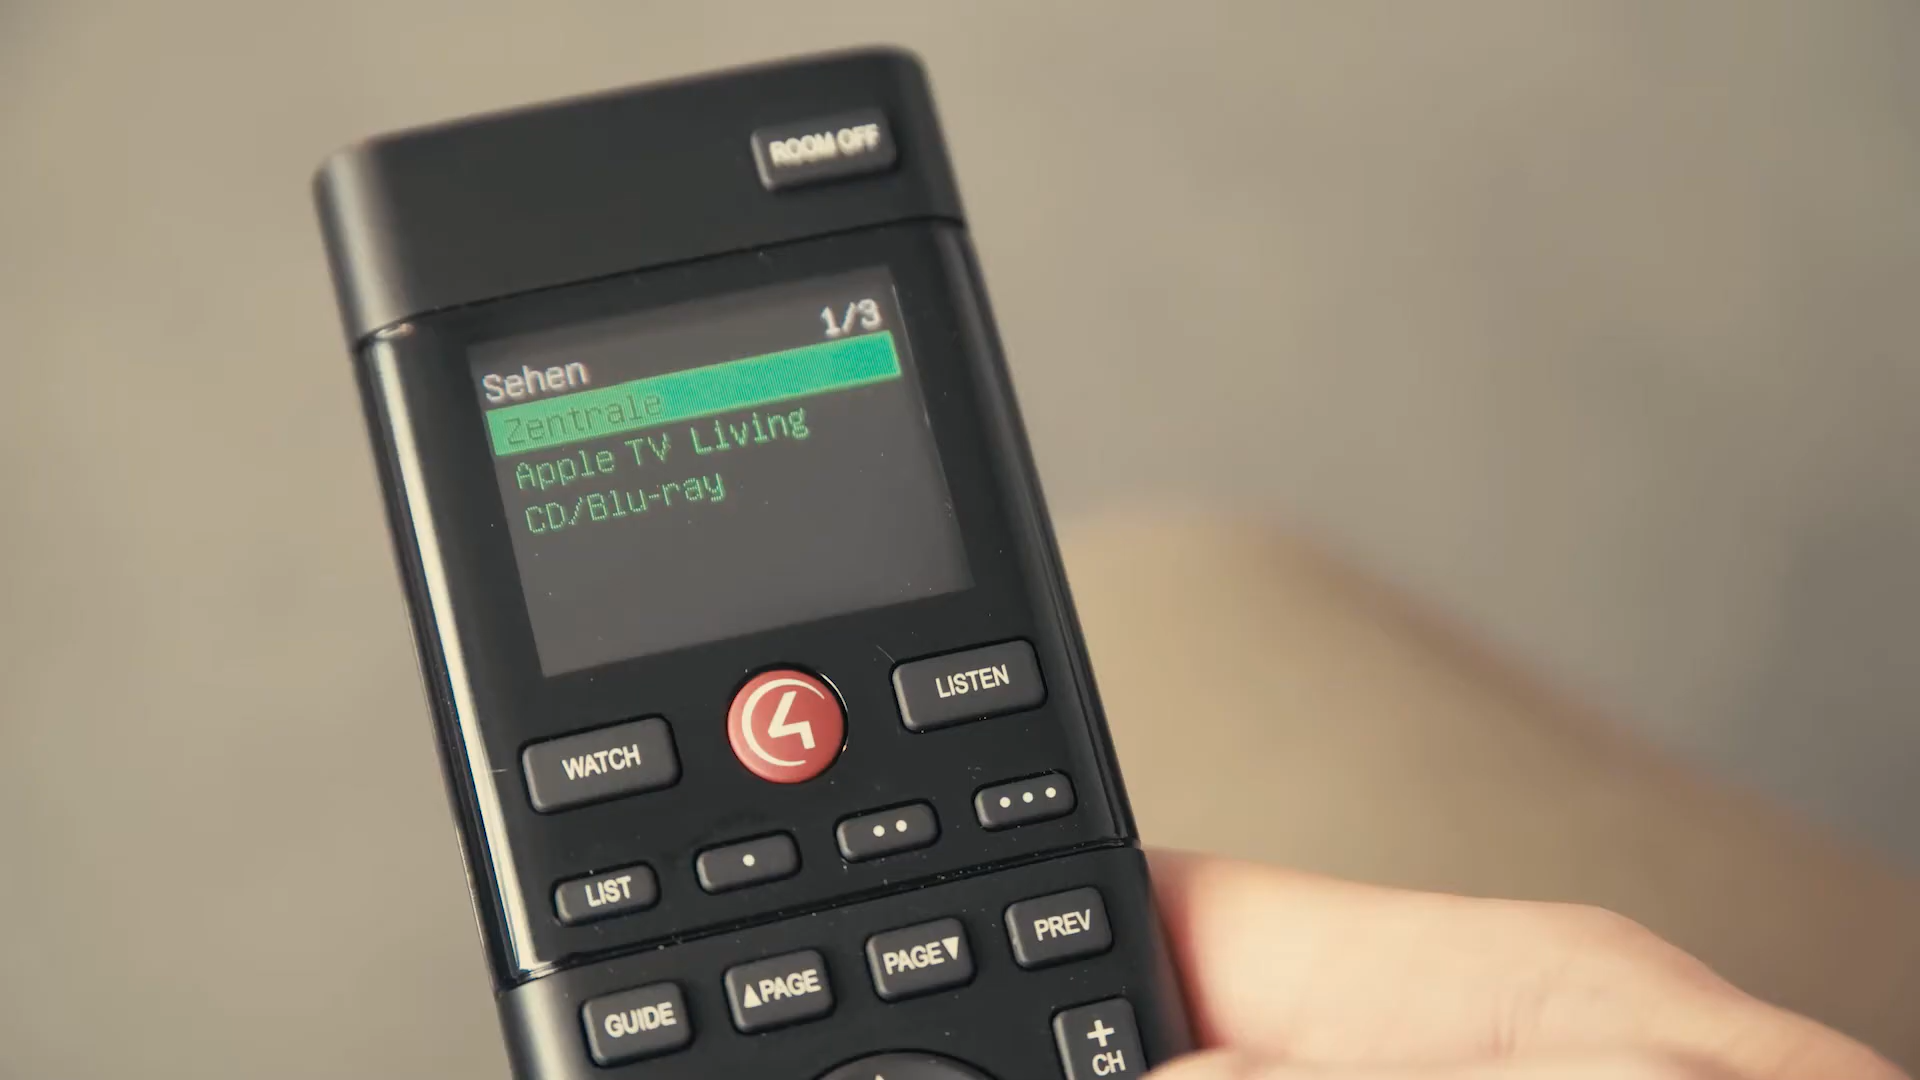 ROOM OFF
1/3
Sehen
Zentrale
Apple TV Living
CD/Blu-ray
WATCH
4
LISTEN
LIST
GUIDE
▲PAGE
PAGE▼
PREV
+
CH